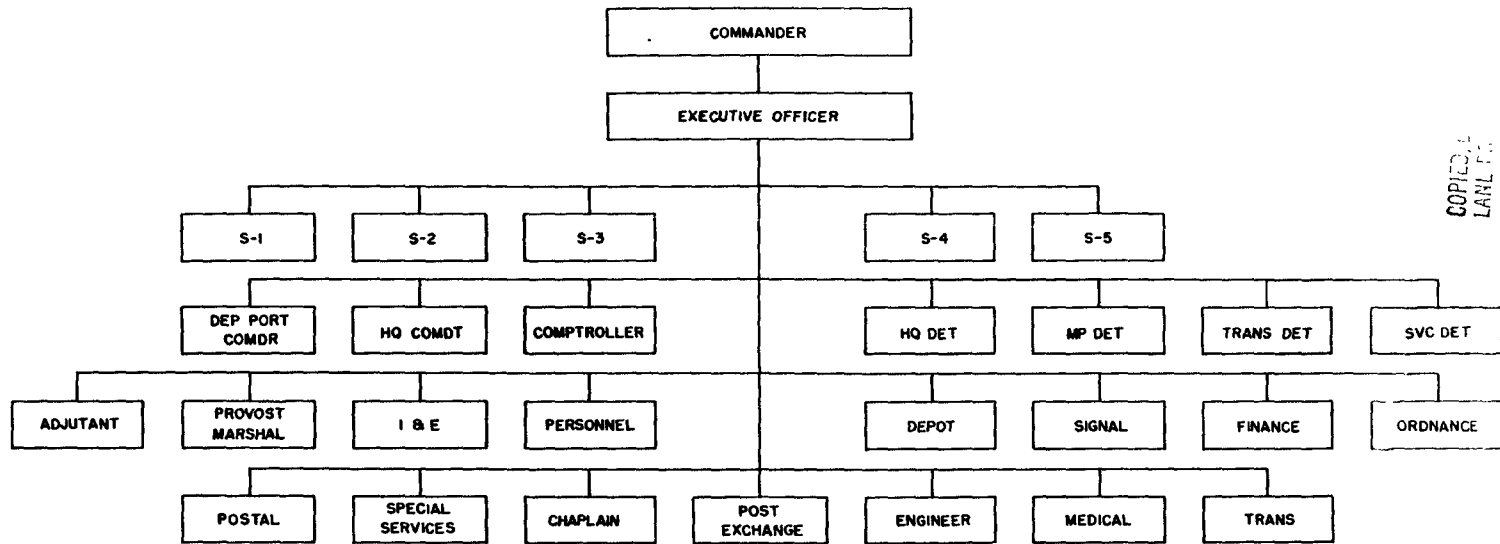 COMMANDER
EXECUTIVE OFFICER
S-1
S-2
S-3
S-4
S-5
DEP PORT
COMDR
HQ COMDT
COMPTROLLER
HQ DET
MP DET
TRANS DET
SVC DET
ADJUTANT
PROVOST
MARSHAL
I & E
PERSONNEL
DEPOT
SIGNAL
FINANCE
ORDNANCE
POSTAL
SPECIAL
SERVICES
CHAPLAIN
POST
EXCHANGE
ENGINEER
MEDICAL
TRANS
LANL